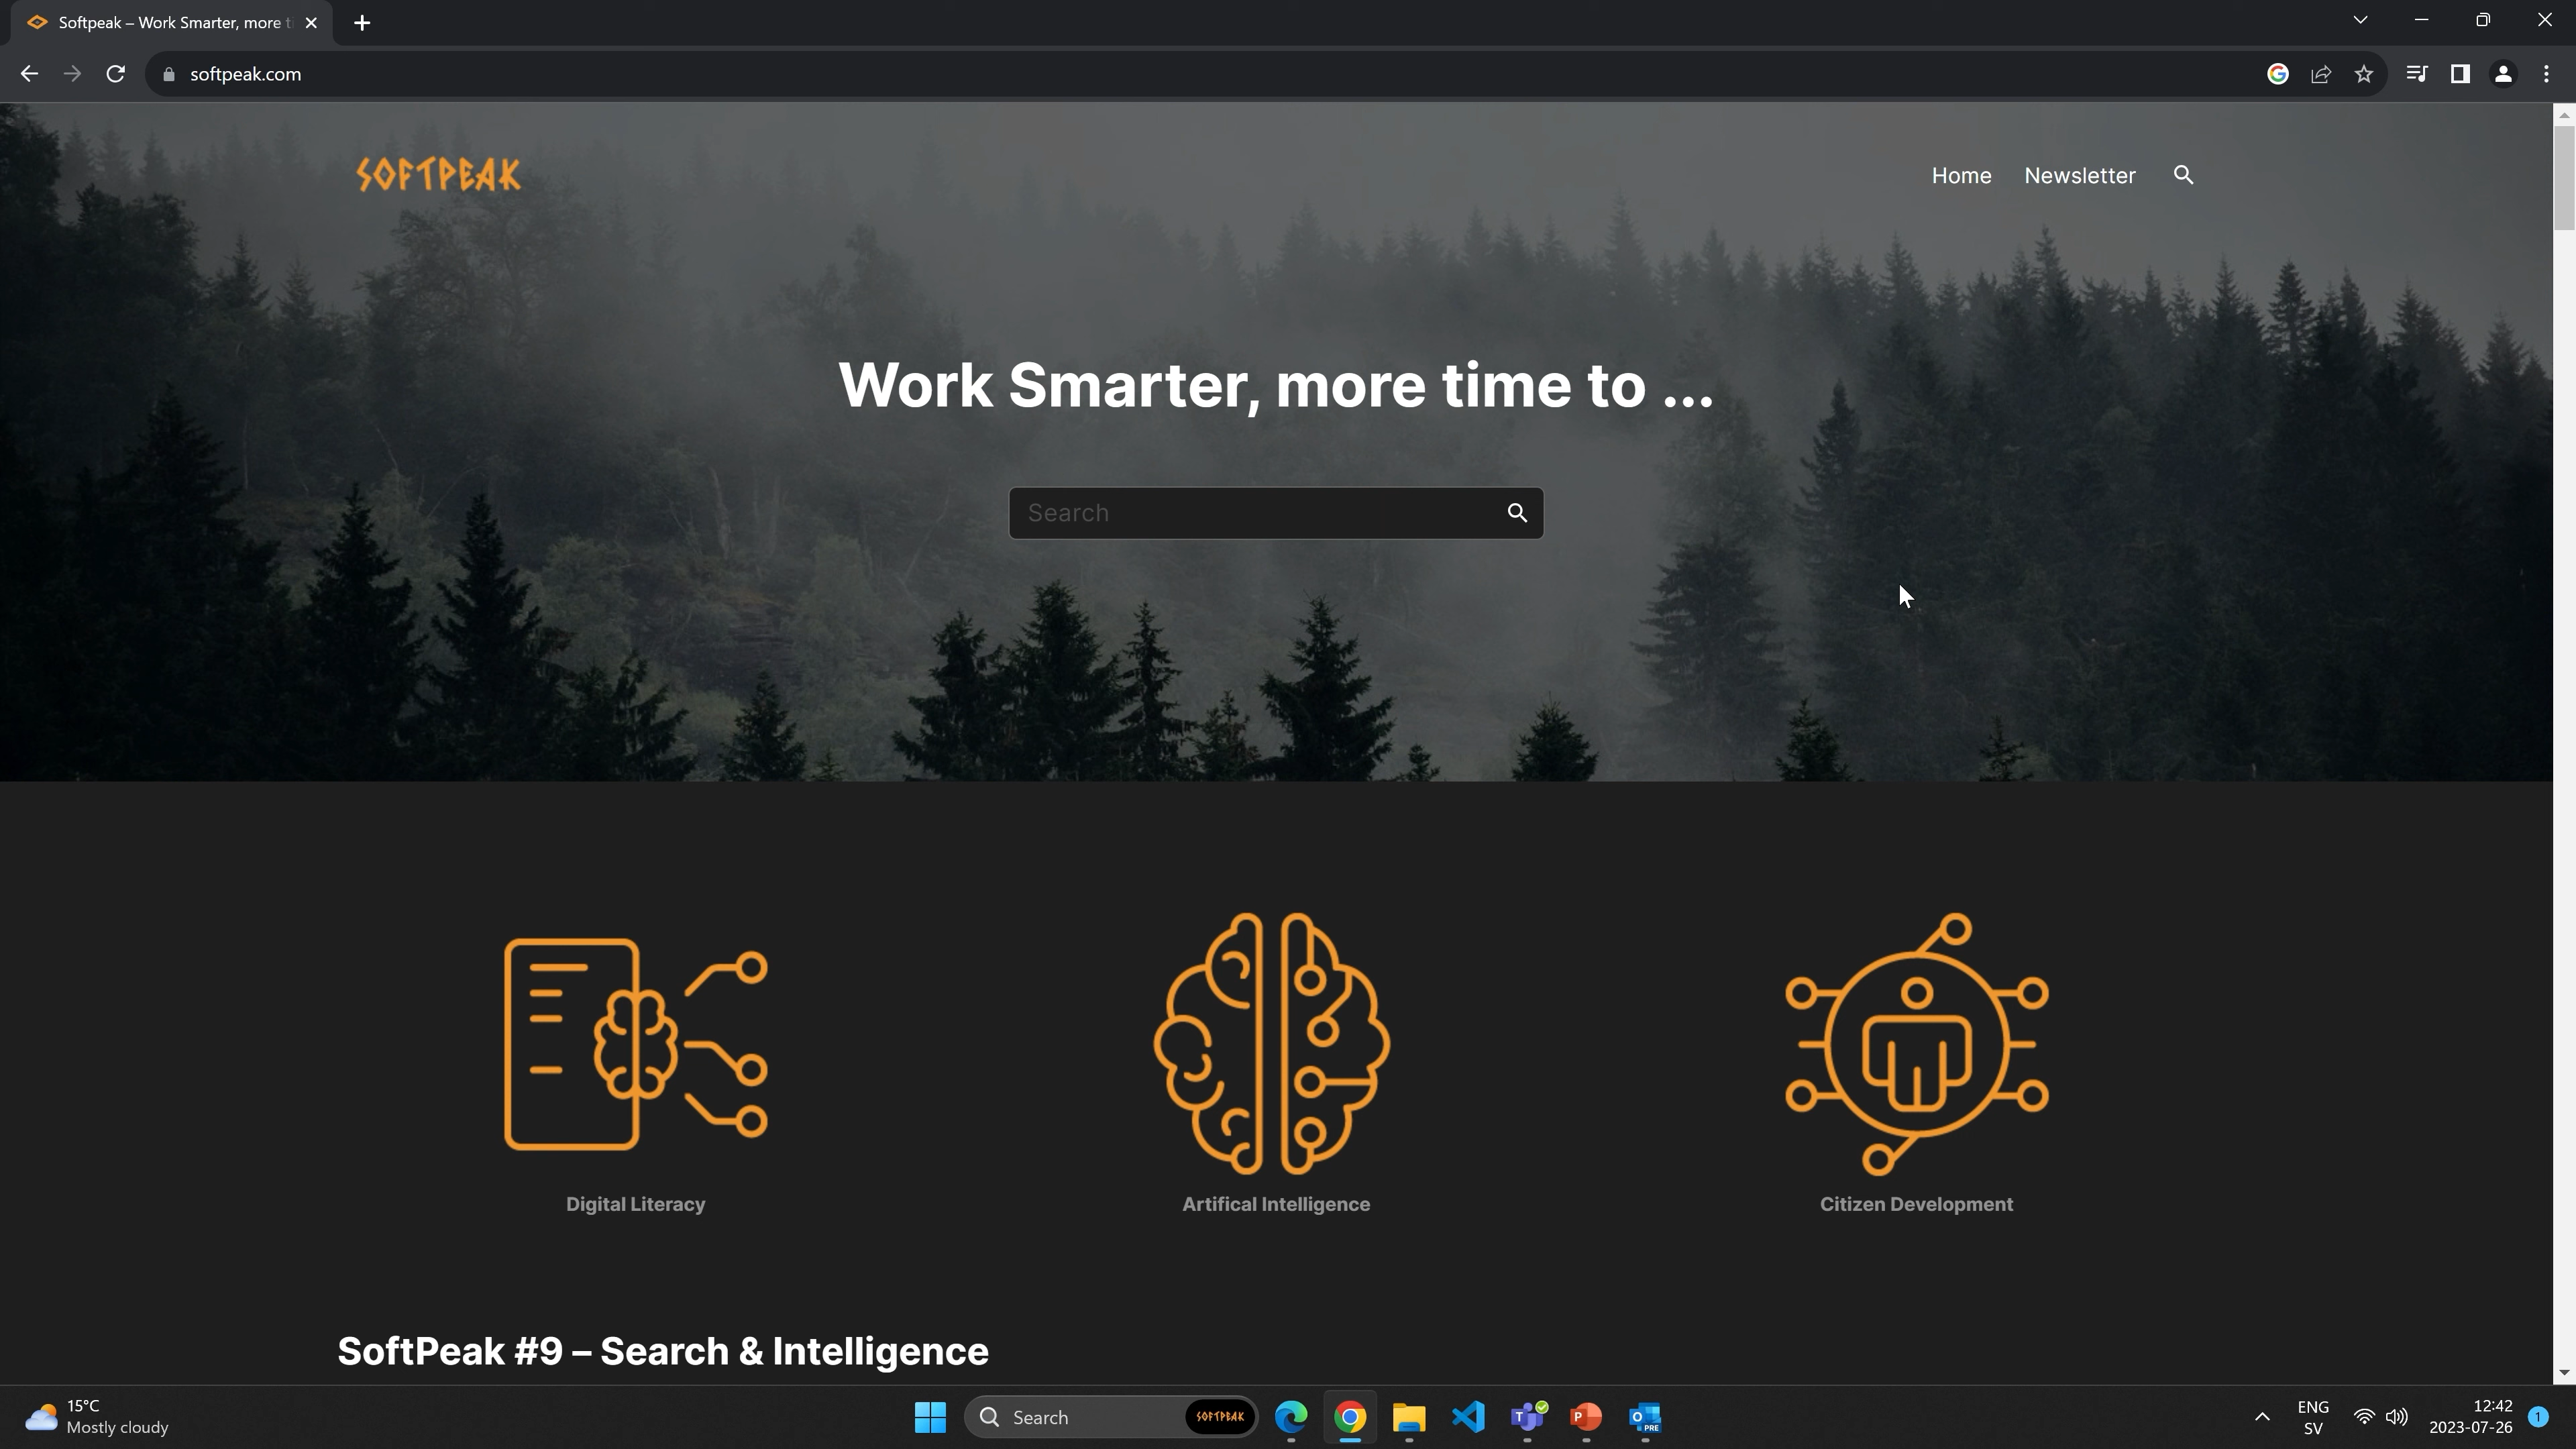 Softpeak – Work Smarter, more t
softpeak.com
SOFTPEAK
Home
Newsletter
Work Smarter, more time to ...
Search
Digital Literacy
Artifical Intelligence
Citizen Development
SoftPeak #9 – Search & Intelligence
15°C
Mostly cloudy
Search
SOFTPEAK
T
P
O
PRE
ENG
SV
12:42
2023-07-26
1